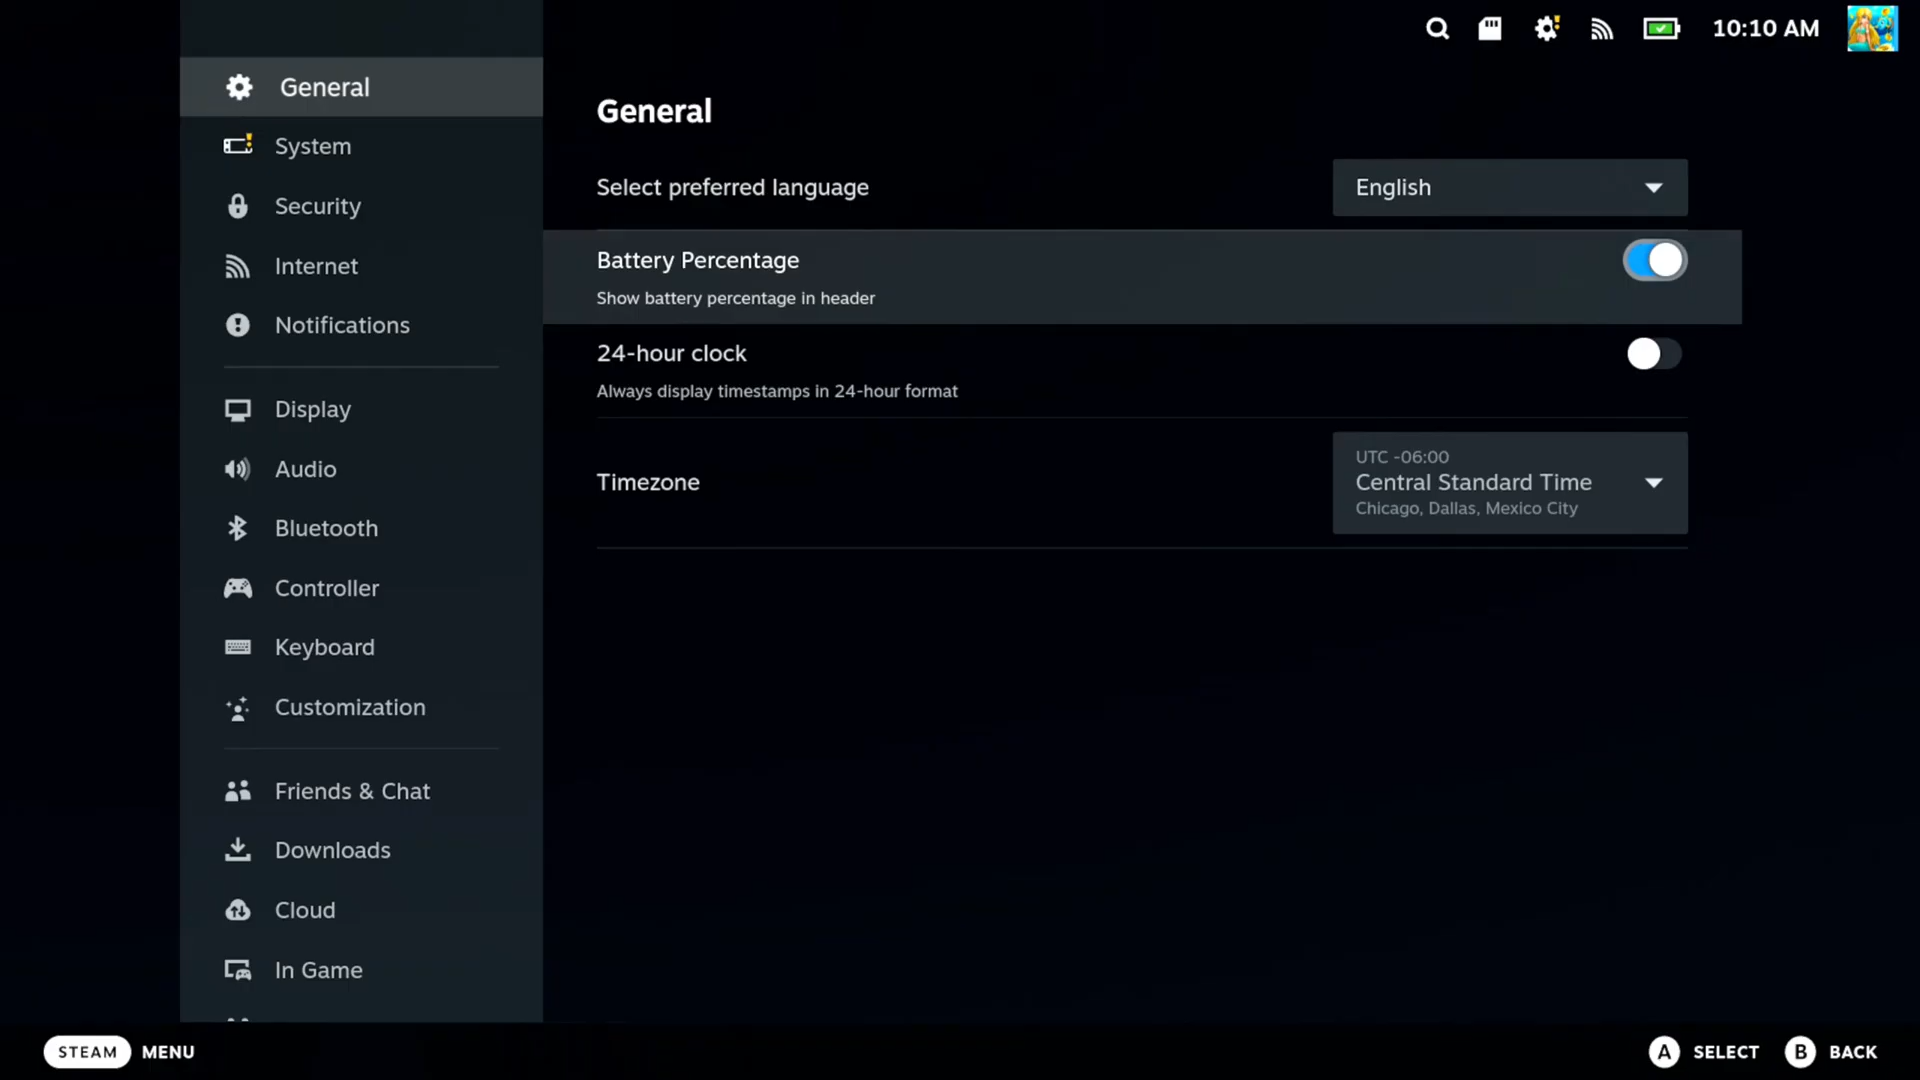 10:10 AM
General
System
Security
Internet
Notifications
Display
Audio
Bluetooth
Controller
Keyboard
Customization
Friends & Chat
Downloads
Cloud
In Game
General
Select preferred language
English
Battery Percentage
Show battery percentage in header
24-hour clock
Always display timestamps in 24-hour format
Timezone
UTC -06:00
Central Standard Time
Chicago, Dallas, Mexico City
STEAM MENU
A SELECT B BACK